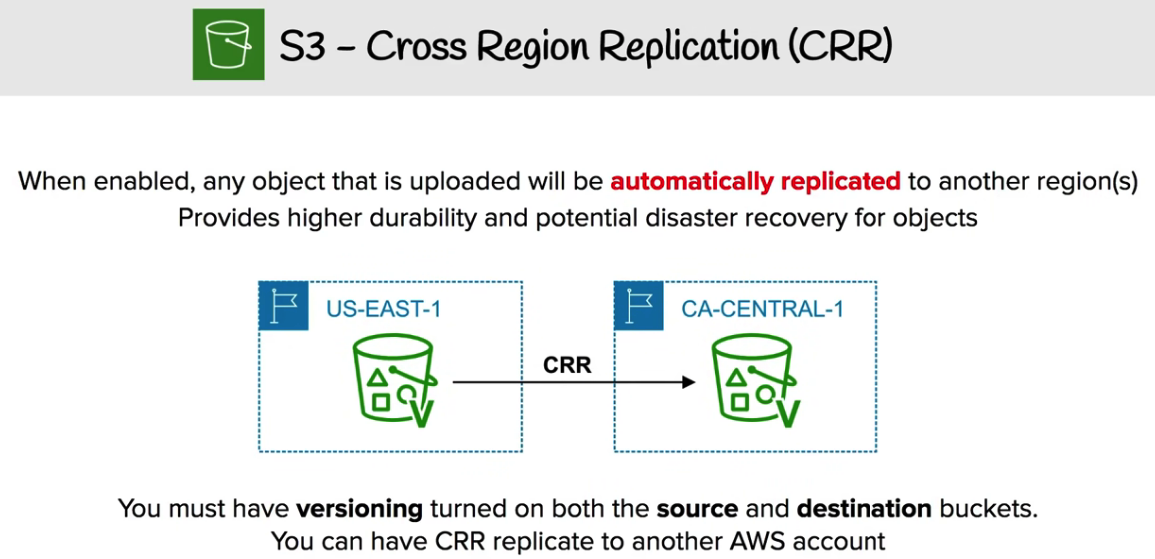 S3 – Cross Region Replication (CRR)
When enabled, any object that is uploaded will be automatically replicated to another region(s)
Provides higher durability and potential disaster recovery for objects
US-EAST-1
CA-CENTRAL-1
CRR
V
V
You must have versioning turned on both the source and destination buckets.
You can have CRR replicate to another AWS account